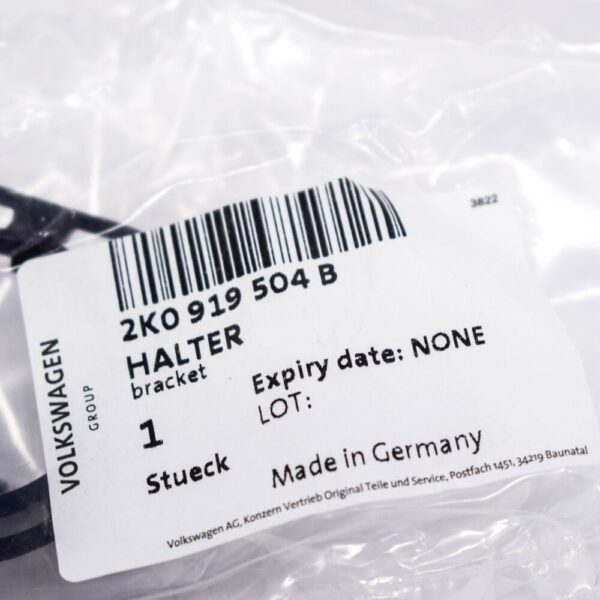 3822
2K0 919 504 B
HALTER
bracket
1
Stueck
Expiry date: NONE
LOT:
Made in Germany
VOLKSWAGEN
GROUP
Volkswagen AG, Konzern Vertrieb Original Teile und Service, Postfach 1451, 34219 Baunatal